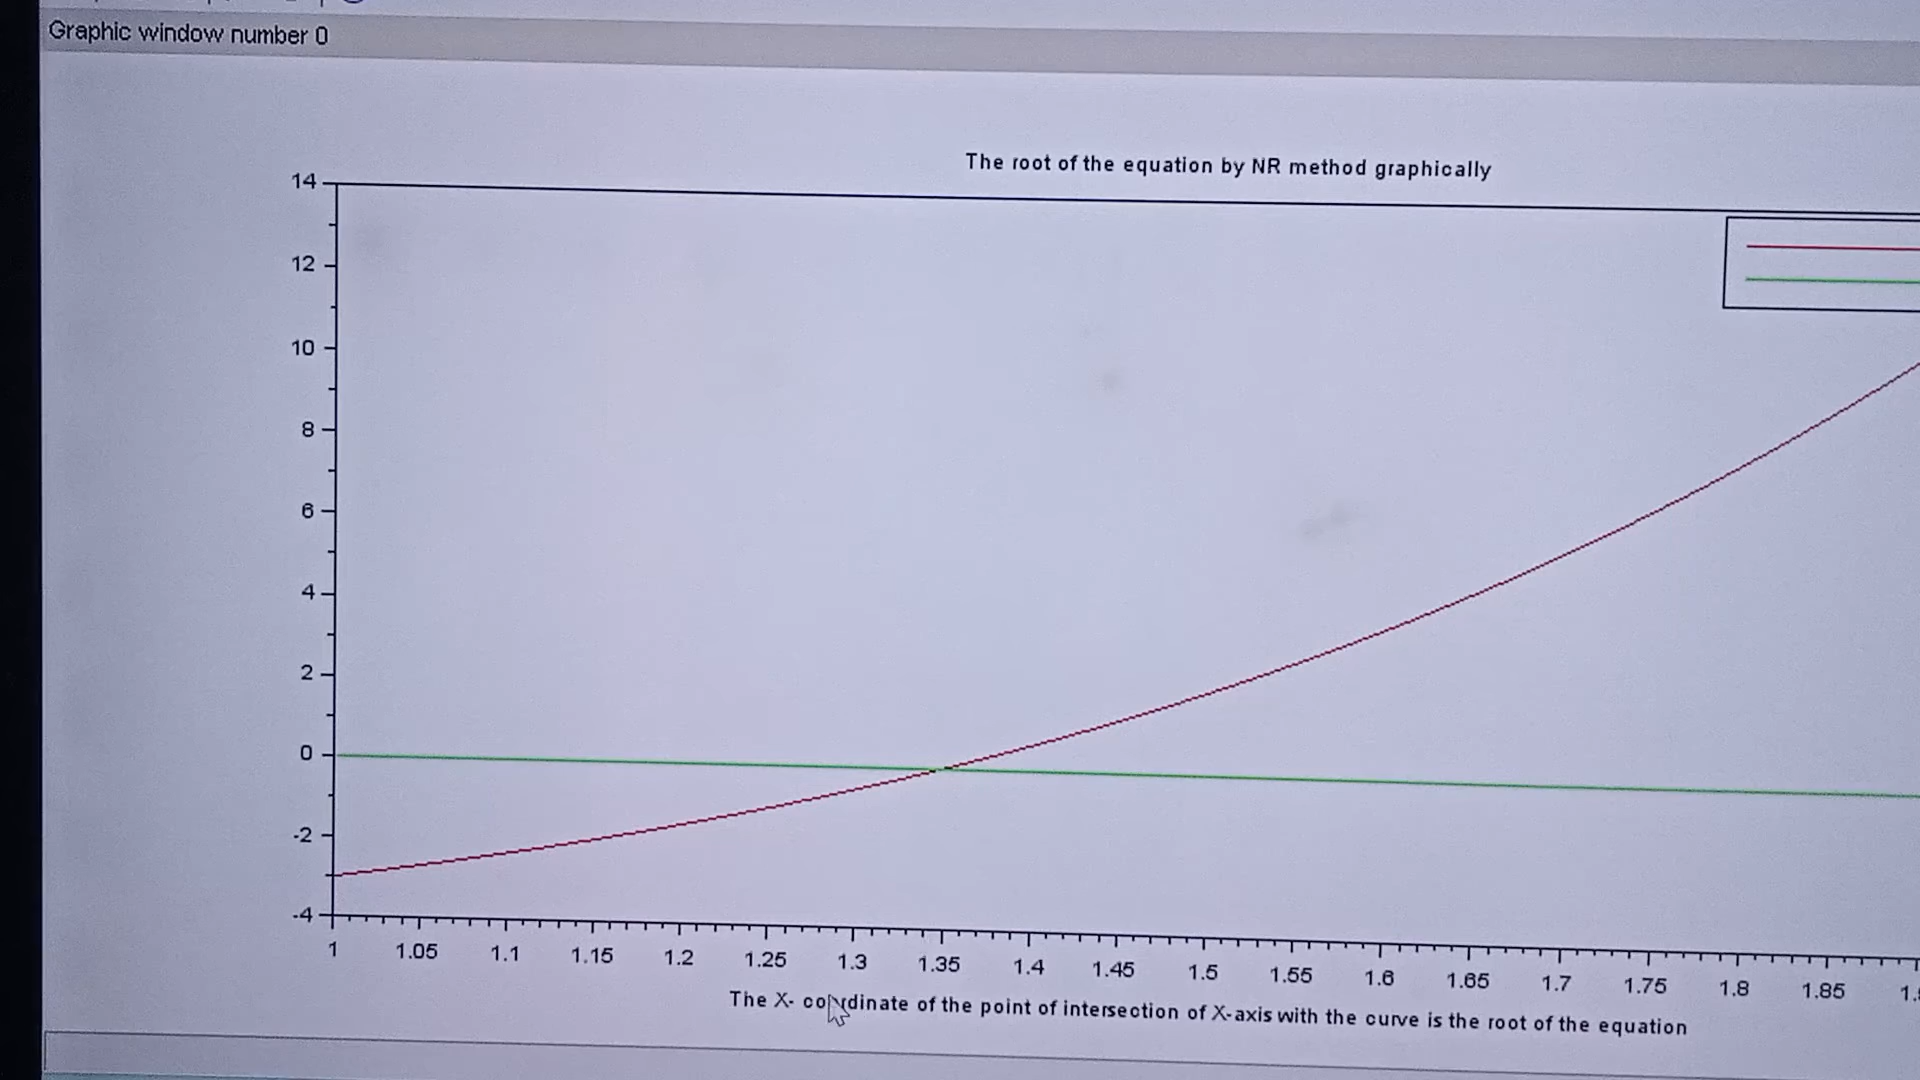 Graphic window number 0
The root of the equation by NR method graphically
14
12
10
8
6
4
2
0
-2
-4
1 1.05 1.1 1.15 1.2 1.25 1.3 1.35 1.4 1.45 1.5 1.55 1.6 1.65 1.7 1.75 1.8 1.85
The X- coordinate of the point of intersection of X-axis with the curve is the root of the equation